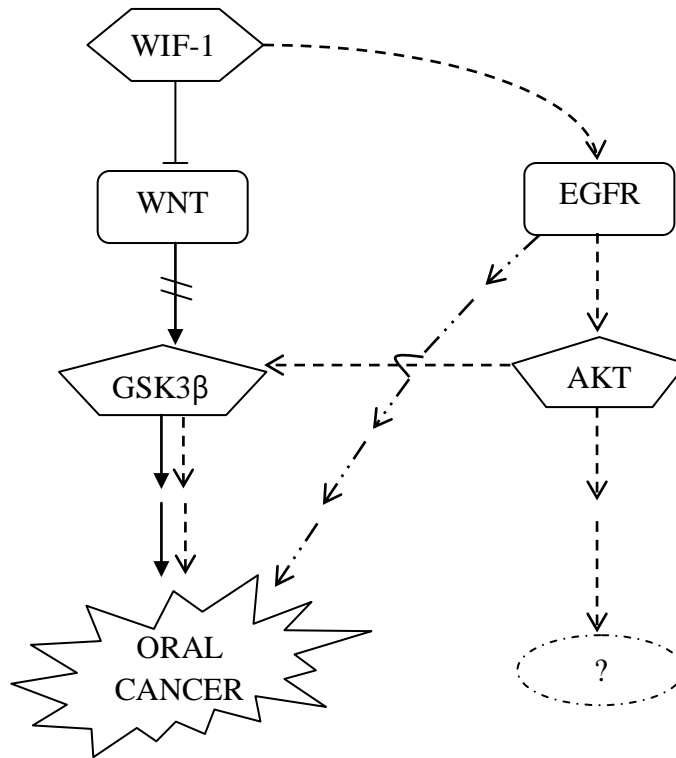 WIF-1
WNT
EGFR
GSK3β
AKT
ORAL
CANCER
?